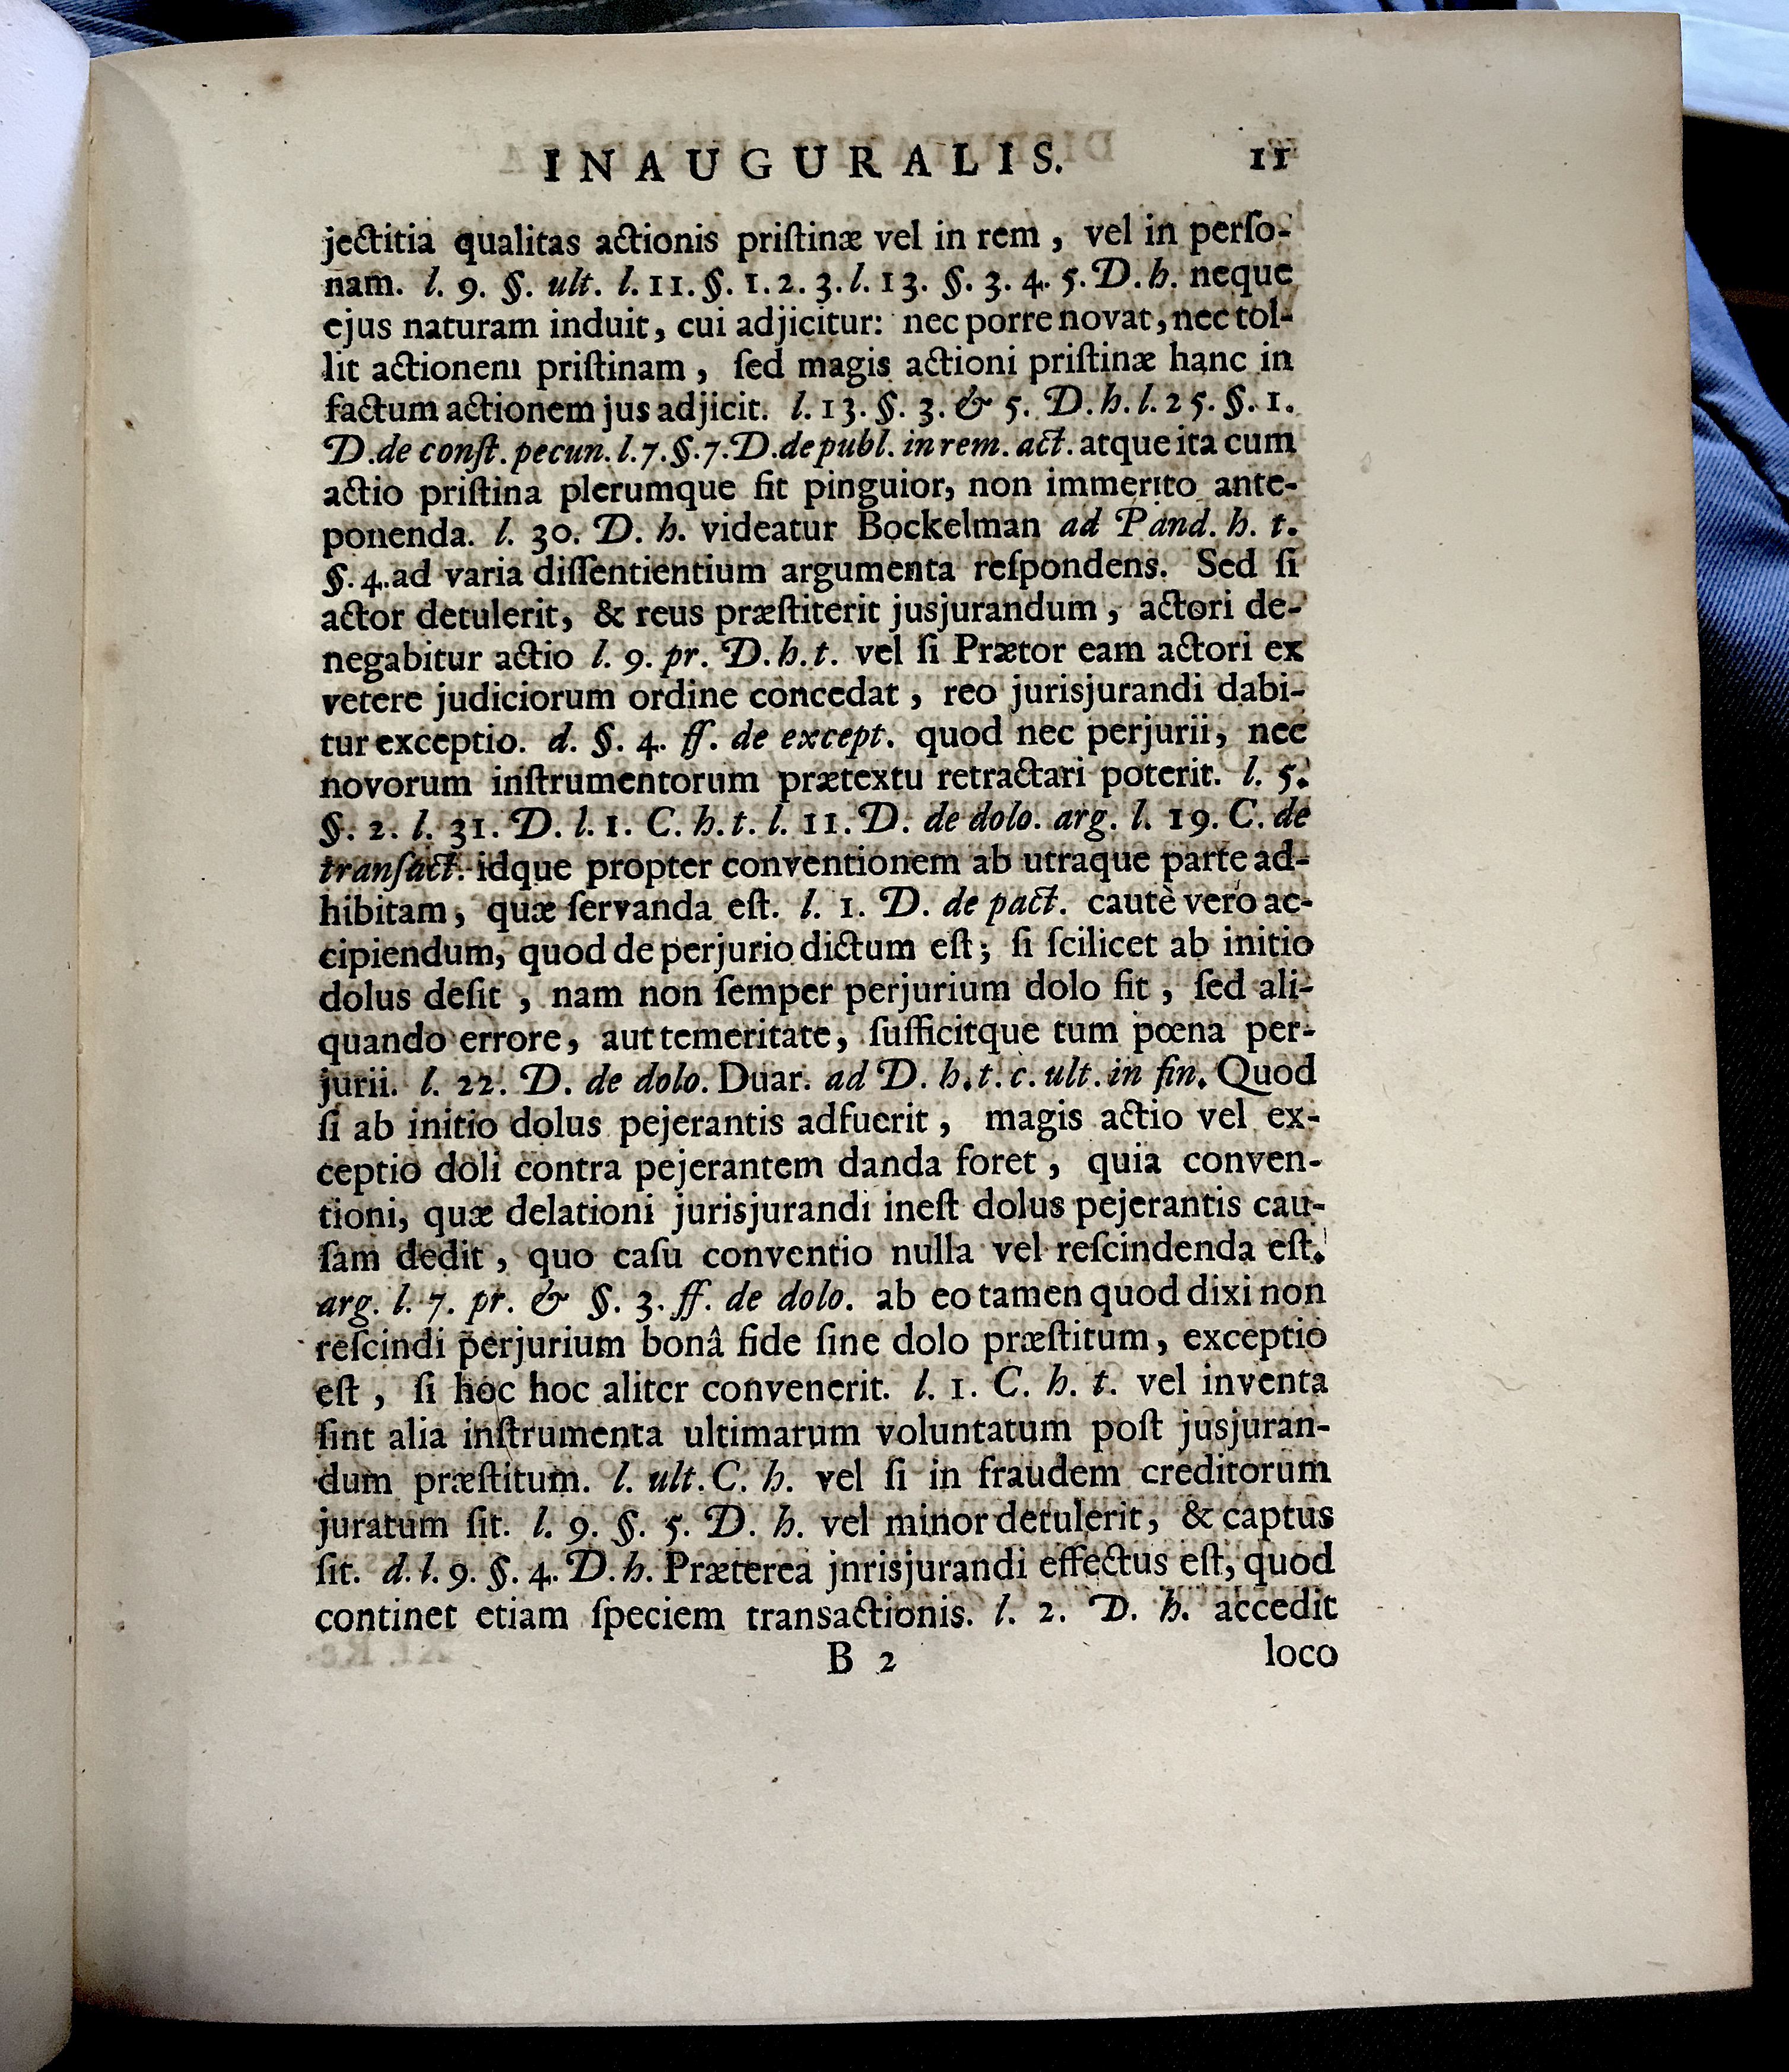 INAUGURALIS. 11
jectitia qualitas actionis priſtinæ vel in rem, vel in perſo-
nam. l. 9. §. ult. l. 11. §. 1. 2. 3. l. 13. §. 3. 4. 5. D. h. neque
ejus naturam induit, cui adjicitur: nec porre novat, nec tol-
lit actionem priſtinam, ſed magis actioni priſtinæ hanc in
factum actionem jus adjicit. l. 13. §. 3. & 5. D. h. l. 25. §. 1.
D. de conſt. pecun. l. 7. §. 7. D. de publ. in rem. act. atque ita cum
actio priſtina plerumque fit pinguior, non immerito ante-
ponenda. l. 30. D. h. videatur Bockelman ad Pand. h. t.
§. 4. ad varia diſſentientium argumenta reſpondens. Sed ſi
actor detulerit, & reus præſtiterit jusjurandum, actori de-
negabitur actio l. 9. pr. D. h. t. vel ſi Prætor eam actori ex
vetere judiciorum ordine concedat, reo jurisjurandi dabi-
tur exceptio. d. §. 4. ff. de except. quod nec perjurii, nec
novorum inſtrumentorum prætextu retractari poterit. l. 5.
§. 2. l. 31. D. l. 1. C. h. t. l. 11. D. de dolo. arg. l. 19. C. de
tranſact. idque propter conventionem ab utraque parte ad-
hibitam, quæ ſervanda eſt. l. 1. D. de pact. cautè vero ac-
cipiendum, quod de perjurio dictum eſt; ſi ſcilicet ab initio
dolus deſit, nam non ſemper perjurium dolo fit, ſed ali-
quando errore, aut temeritate, ſufficitque tum pœna per-
jurii. l. 22. D. de dolo. Duar. ad D. h. t. c. ult. in fin. Quod
ſi ab initio dolus pejerantis adfuerit, magis actio vel ex-
ceptio doli contra pejerantem danda foret, quia conven-
tioni, quæ delationi jurisjurandi ineſt dolus pejerantis cau-
ſam dedit, quo caſu conventio nulla vel reſcindenda eſt.
arg. l. 7. pr. & §. 3. ff. de dolo. ab eo tamen quod dixi non
reſcindi perjurium bonâ fide ſine dolo præſtitum, exceptio
eſt, ſi hoc hoc aliter convenerit. l. 1. C. h. t. vel inventa
ſint alia inſtrumenta ultimarum voluntatum poſt jusjuran-
dum præſtitum. l. ult. C. h. vel ſi in fraudem creditorum
juratum ſit. l. 9. §. 5. D. h. vel minor detulerit, & captus
ſit. d. l. 9. §. 4. D. h. Præterea jnrisjurandi effectus eſt, quod
continet etiam ſpeciem transactionis. l. 2. D. h. accedit
B 2 loco